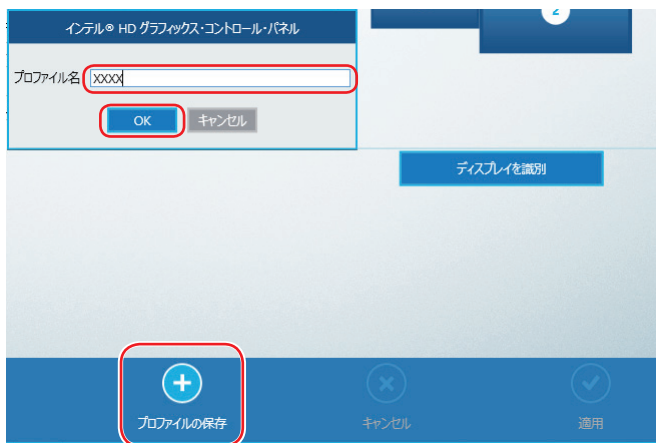 インテル® HD グラフィックス・コントロール・パネル
2
プロファイル名 XXXX
OK キャンセル
ディスプレイを識別
プロファイルの保存 キャンセル 適用